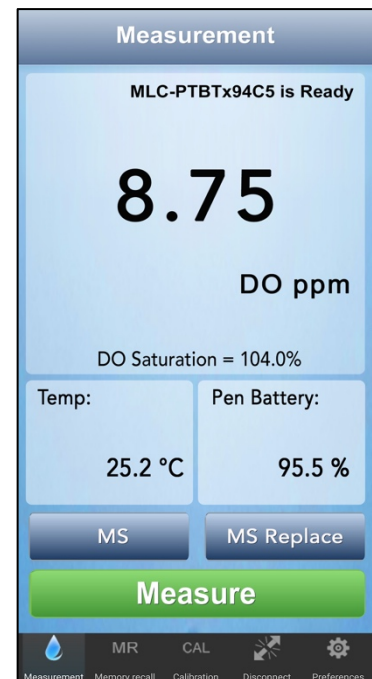 Measurement
MLC-PTBTx94C5 is Ready
8.75
DO ppm
DO Saturation = 104.0%
Temp: Pen Battery:
25.2 °C 95.5 %
MS MS Replace
Measure
MR CAL
Measurement Memory recall Calibration Disconnect Preferences